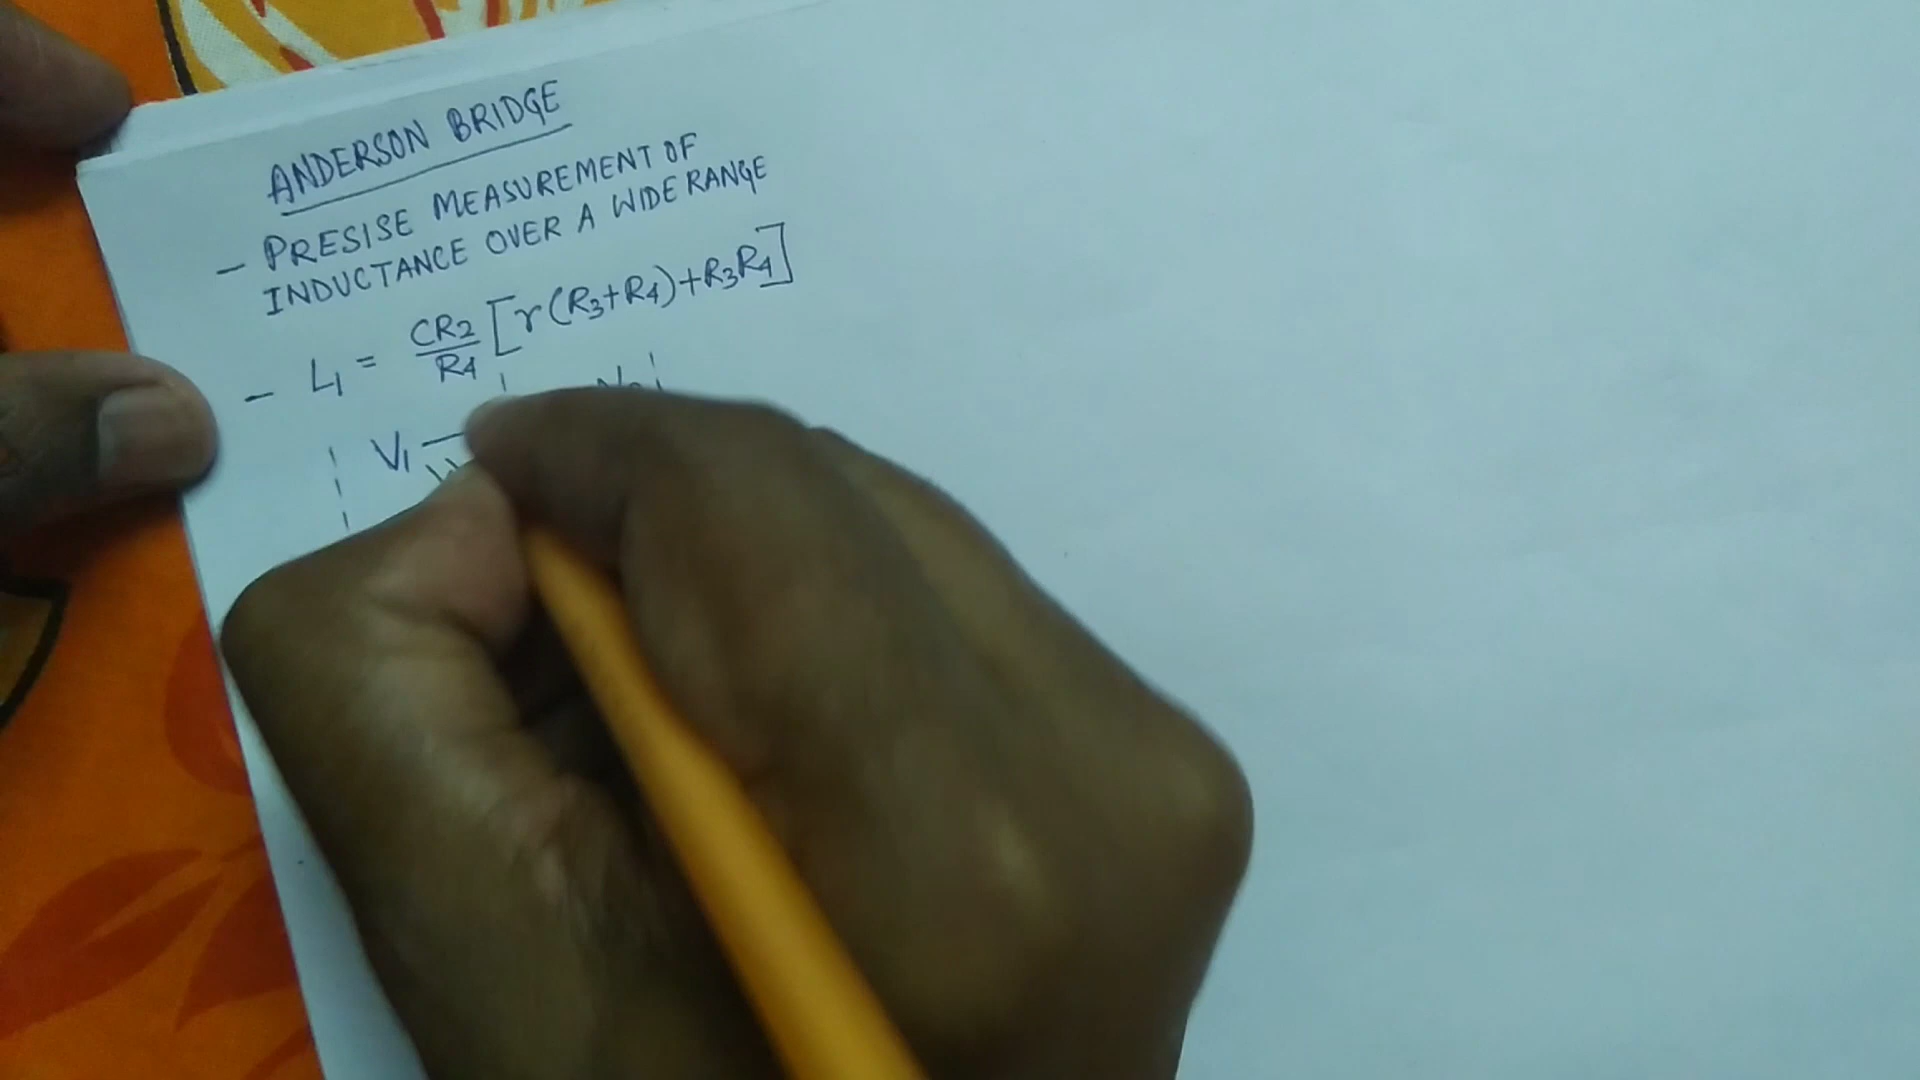 ANDERSON BRIDGE
- PRESISE MEASUREMENT OF
INDUCTANCE OVER A WIDE RANGE
- L₁ = CR₂/R₄ [r(R₃+R₄)+R₃R₄]
V₁